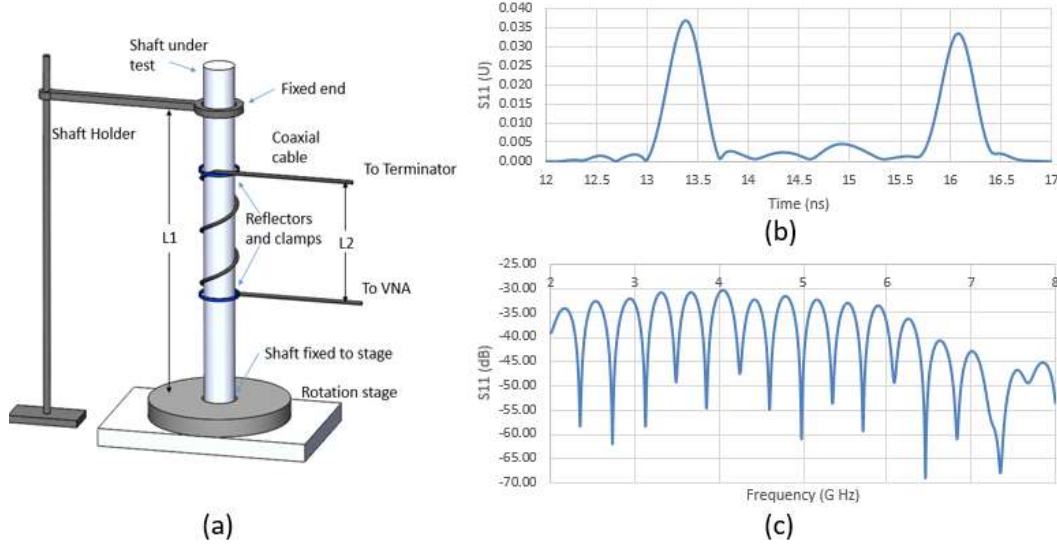 Shaft under
test
Fixed end
Shaft Holder
Coaxial
cable
To Terminator
L1
Reflectors
and clamps
L2
To VNA
Shaft fixed to stage
Rotation stage
(a)
0.040
0.035
0.030
0.025
0.020
0.015
0.010
0.005
0.000
S11 (U)
12 12.5 13 13.5 14 14.5 15 15.5 16 16.5 17
Time (ns)
(b)
-25.00
-30.00
-35.00
-40.00
-45.00
-50.00
-55.00
-60.00
-65.00
-70.00
S11 (dB)
2 3 4 5 6 7 8
Frequency (G Hz)
(c)